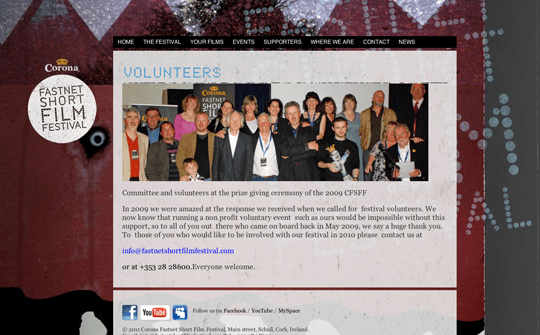 HOME THE FESTIVAL YOUR FILMS EVENTS SUPPORTERS WHERE WE ARE CONTACT NEWS
Corona
FASTNET
SHORT
FILM
FESTIVAL
VOLUNTEERS
Corona
FASTNET
SHORT
FILM
Committee and volunteers at the prize giving ceremony of the 2009 CFSFF
In 2009 we were amazed at the response we received when we called for festival volunteers. We
now know that running a non profit voluntary event such as ours would be impossible without this
support, so to all of you out there who came on board back in May 2009, we say a huge thank you.
To those of you who would like to be involved with our festival in 2010 please contact us at
info@fastnetshortfilmfestival.com
or at +353 28 28600.Everyone welcome.
You Tube
Follow us on Facebook / YouTube / MySpace
© 2011 Corona Fastnet Short Film Festival, Main street, Schull, Cork, Ireland.